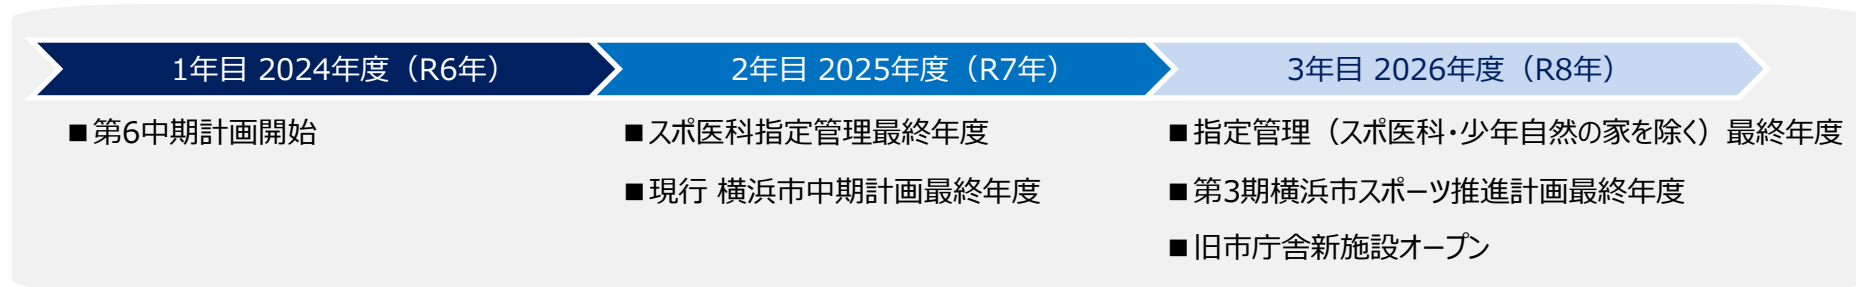 1年目 2024年度（R6年）
■第6中期計画開始
2年目 2025年度（R7年）
■スポ医科指定管理最終年度
■現行 横浜市中期計画最終年度
3年目 2026年度（R8年）
■指定管理（スポ医科・少年自然の家を除く）最終年度
■第3期横浜市スポーツ推進計画最終年度
■旧市庁舎新施設オープン